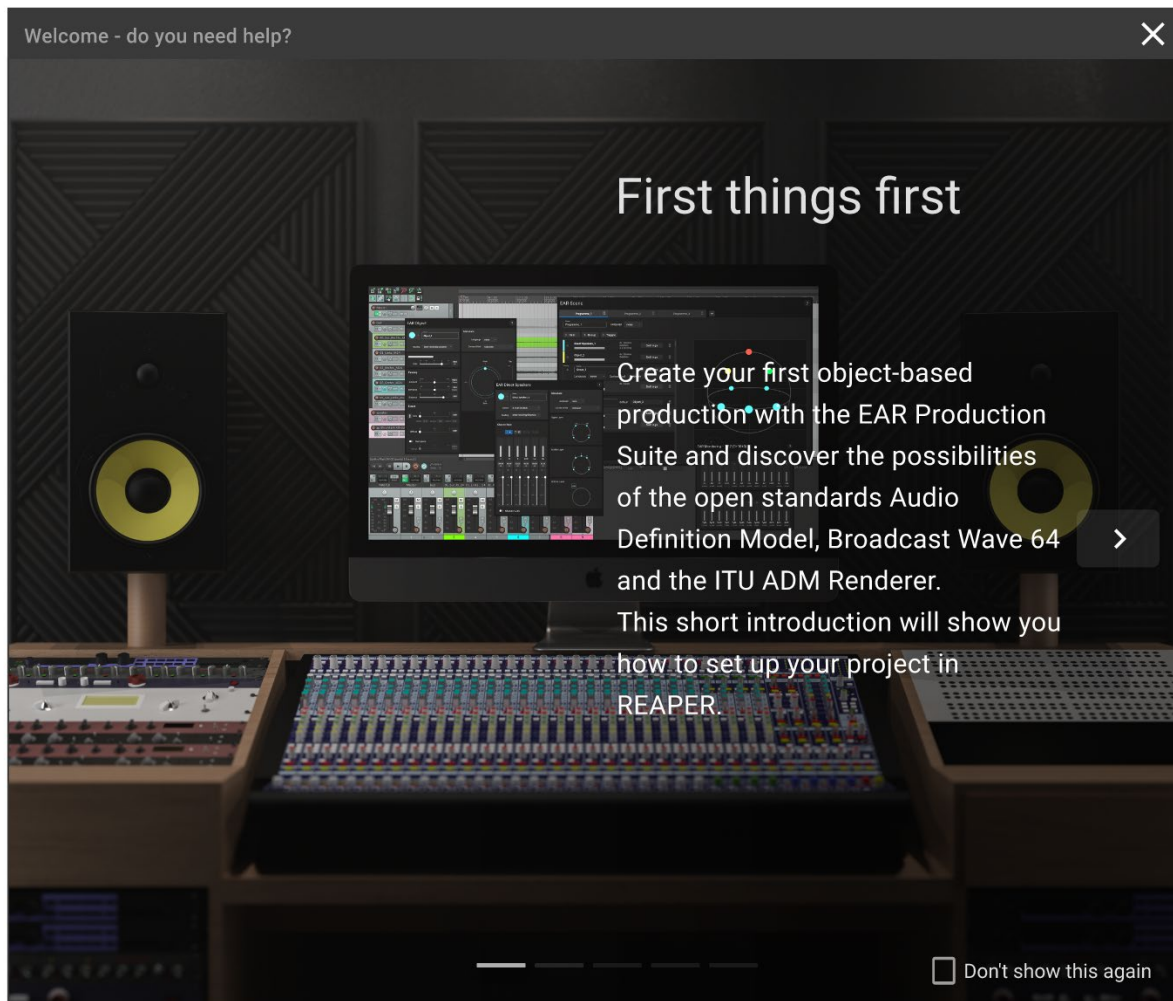 Welcome - do you need help?
First things first
Create your first object-based
production with the EAR Production
Suite and discover the possibilities
of the open standards Audio
Definition Model, Broadcast Wave 64
and the ITU ADM Renderer.
This short introduction will show you
how to set up your project in
REAPER.
Don't show this again